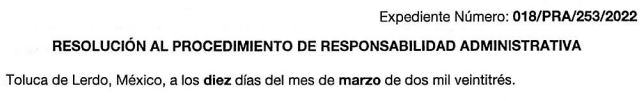 Expediente Número: 018/PRA/253/2022
RESOLUCIÓN AL PROCEDIMIENTO DE RESPONSABILIDAD ADMINISTRATIVA
Toluca de Lerdo, México, a los diez días del mes de marzo de dos mil veintitrés.